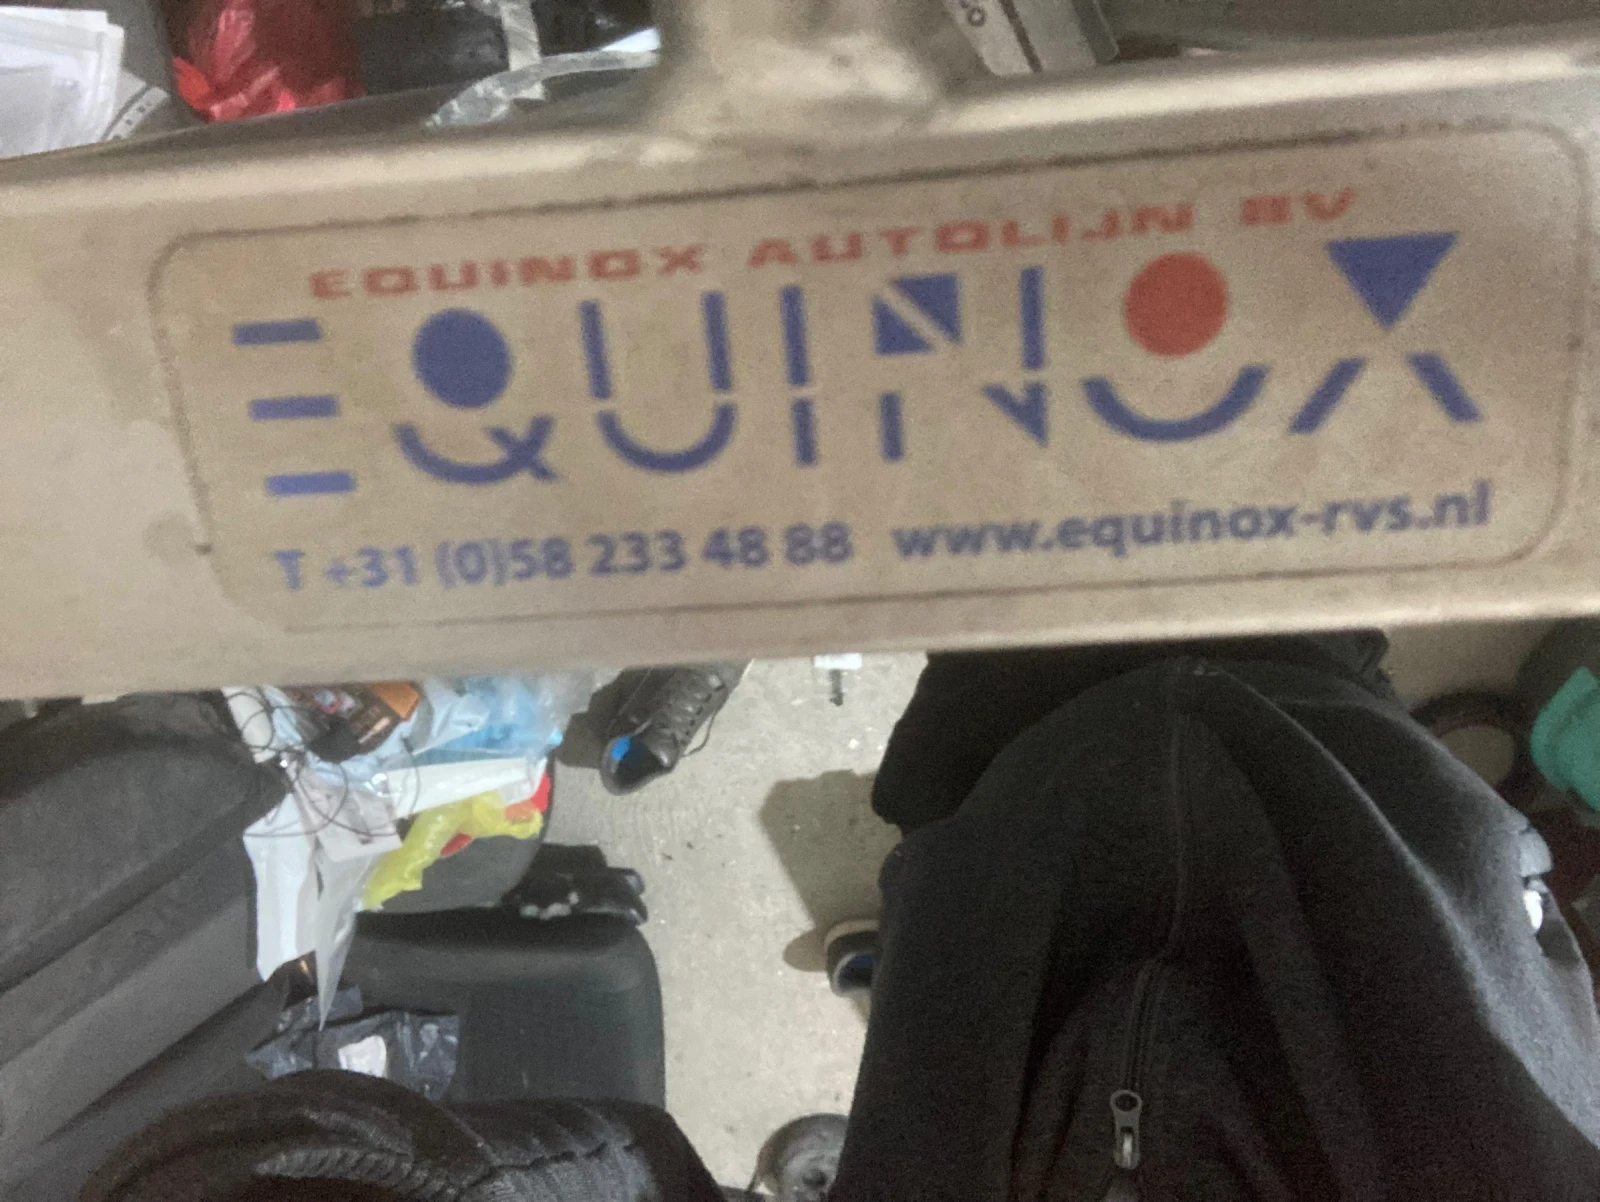 EQUINOX AUTOLIJN BV
EQUINOX
T +31 (0)58 233 48 88 www.equinox-rvs.nl